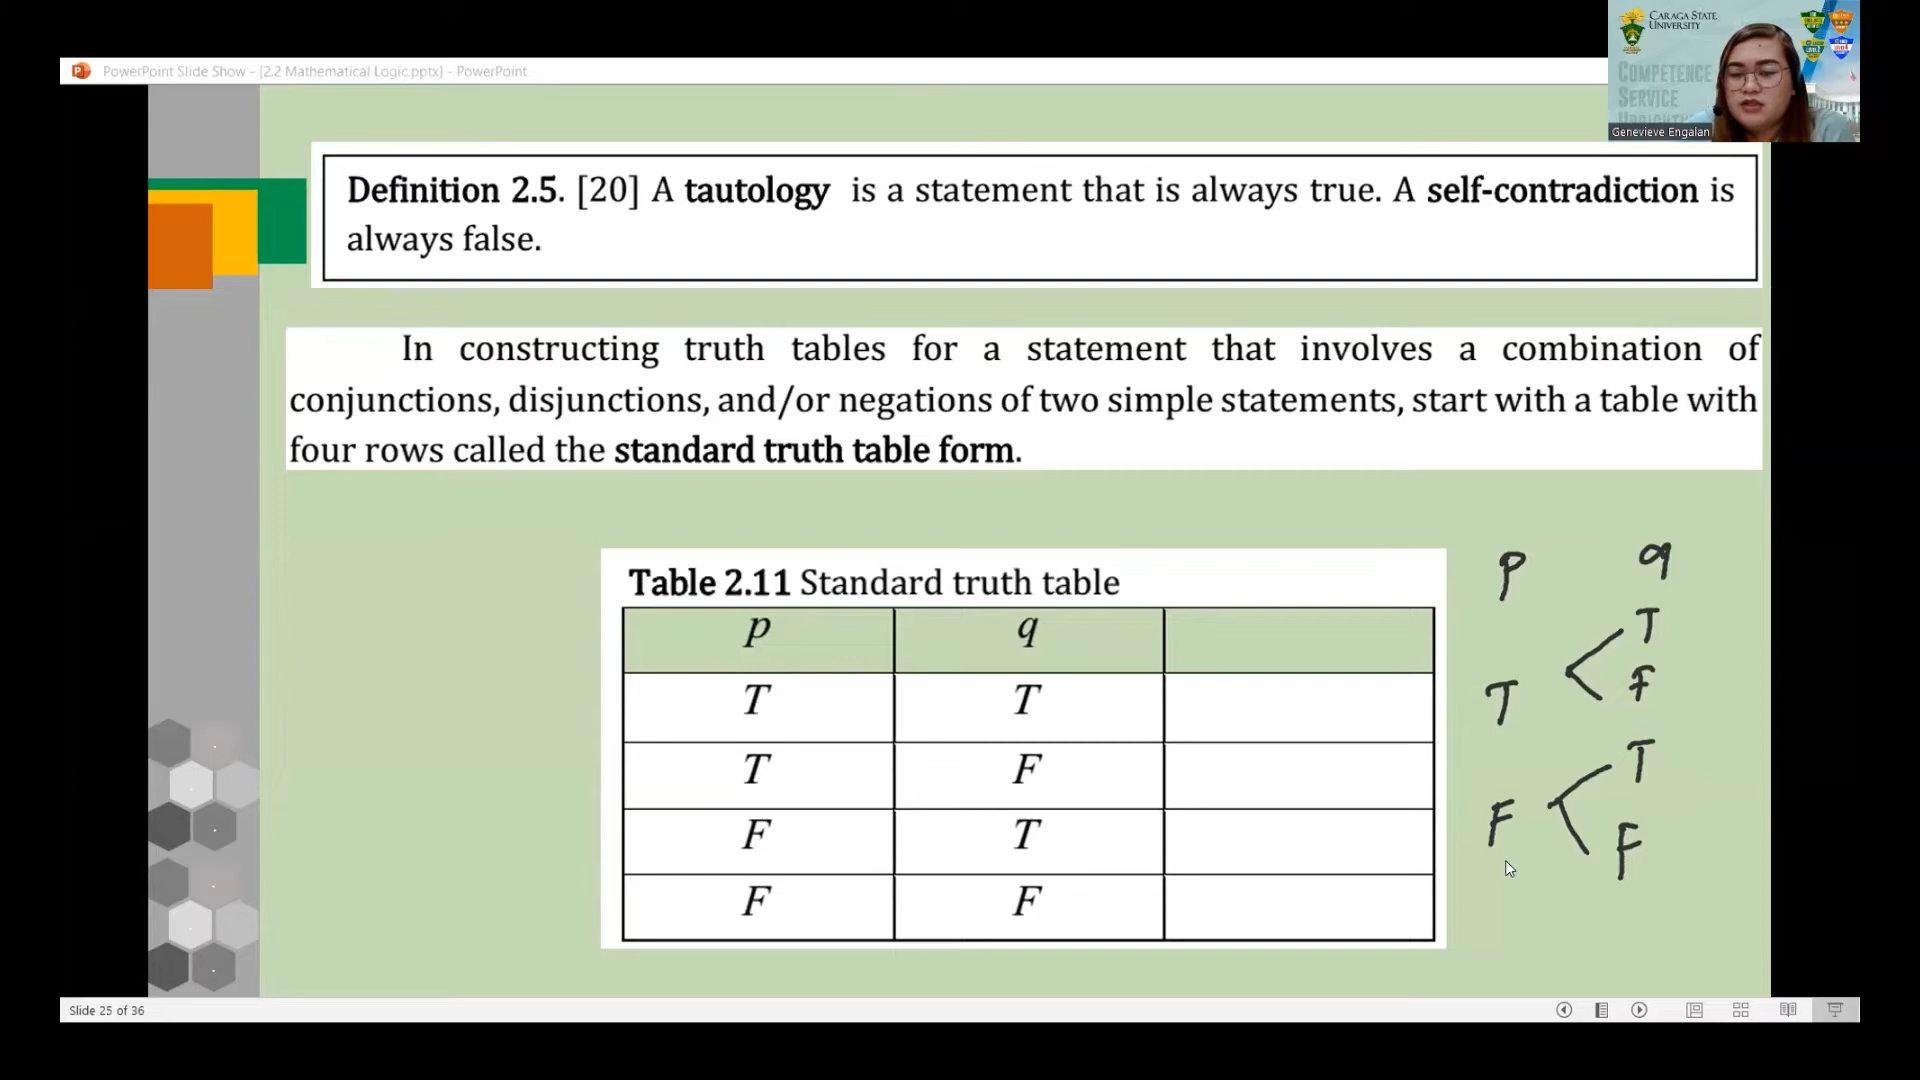 CARAGA STATE
UNIVERSITY
COMPETENCE
SERVICE
Genevieve Engalan
PowerPoint Slide Show - [2.2 Mathematical Logic.pptx] - PowerPoint
Definition 2.5. [20] A tautology is a statement that is always true. A self-contradiction is
always false.
In constructing truth tables for a statement that involves a combination of
conjunctions, disjunctions, and/or negations of two simple statements, start with a table with
four rows called the standard truth table form.
Table 2.11 Standard truth table
p q
T T
T F
F T
F F
p q
T
F
T
T
F
F
Slide 25 of 36